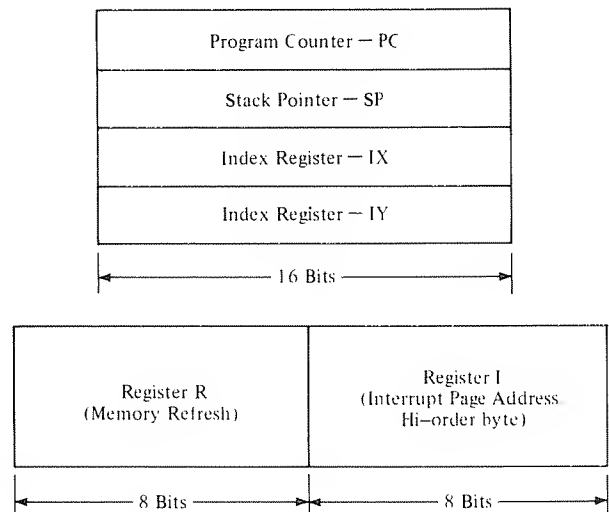 Program Counter — PC
Stack Pointer — SP
Index Register — IX
Index Register — IY
16 Bits
Register R
(Memory Refresh)
Register I
(Interrupt Page Address
Hi–order byte)
8 Bits
8 Bits